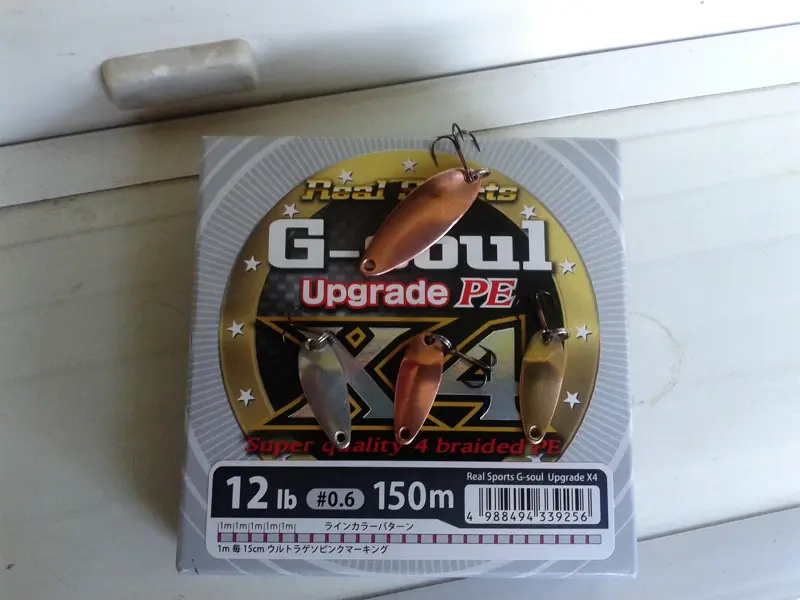 Real Sports
G-soul
Upgrade PE
X4
Super quality 4 braided PE
12 lb #0.6 150m
Real Sports G-soul Upgrade X4
4 988494 339256
1m 1m 1m 1m 1m
ラインカラーパターン
1m 毎 15cm ウルトラゲソピンクマーキング